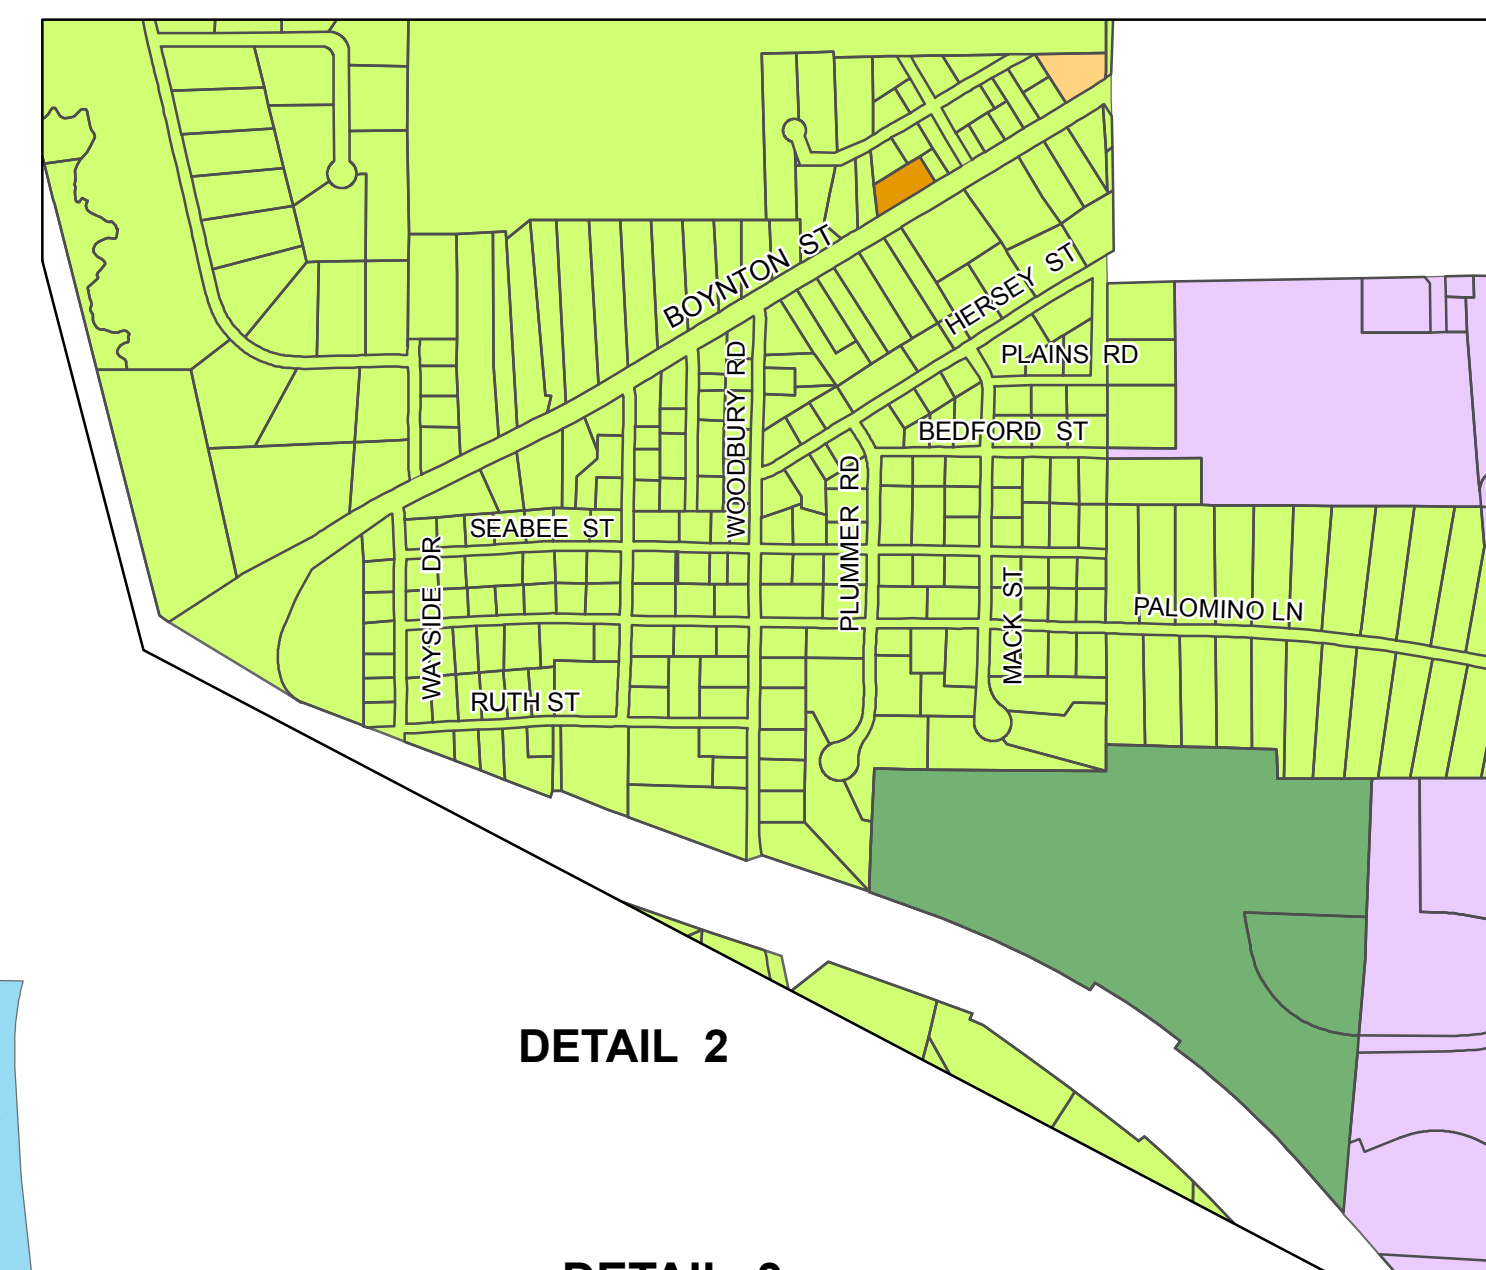 BOYNTON ST
HERSEY ST
PLAINS RD
WOODBURY RD
BEDFORD ST
PLUMMER RD
SEABEE ST
WAYSIDE DR
MACK ST
PALOMINO LN
RUTH ST
DETAIL 2
DETAIL